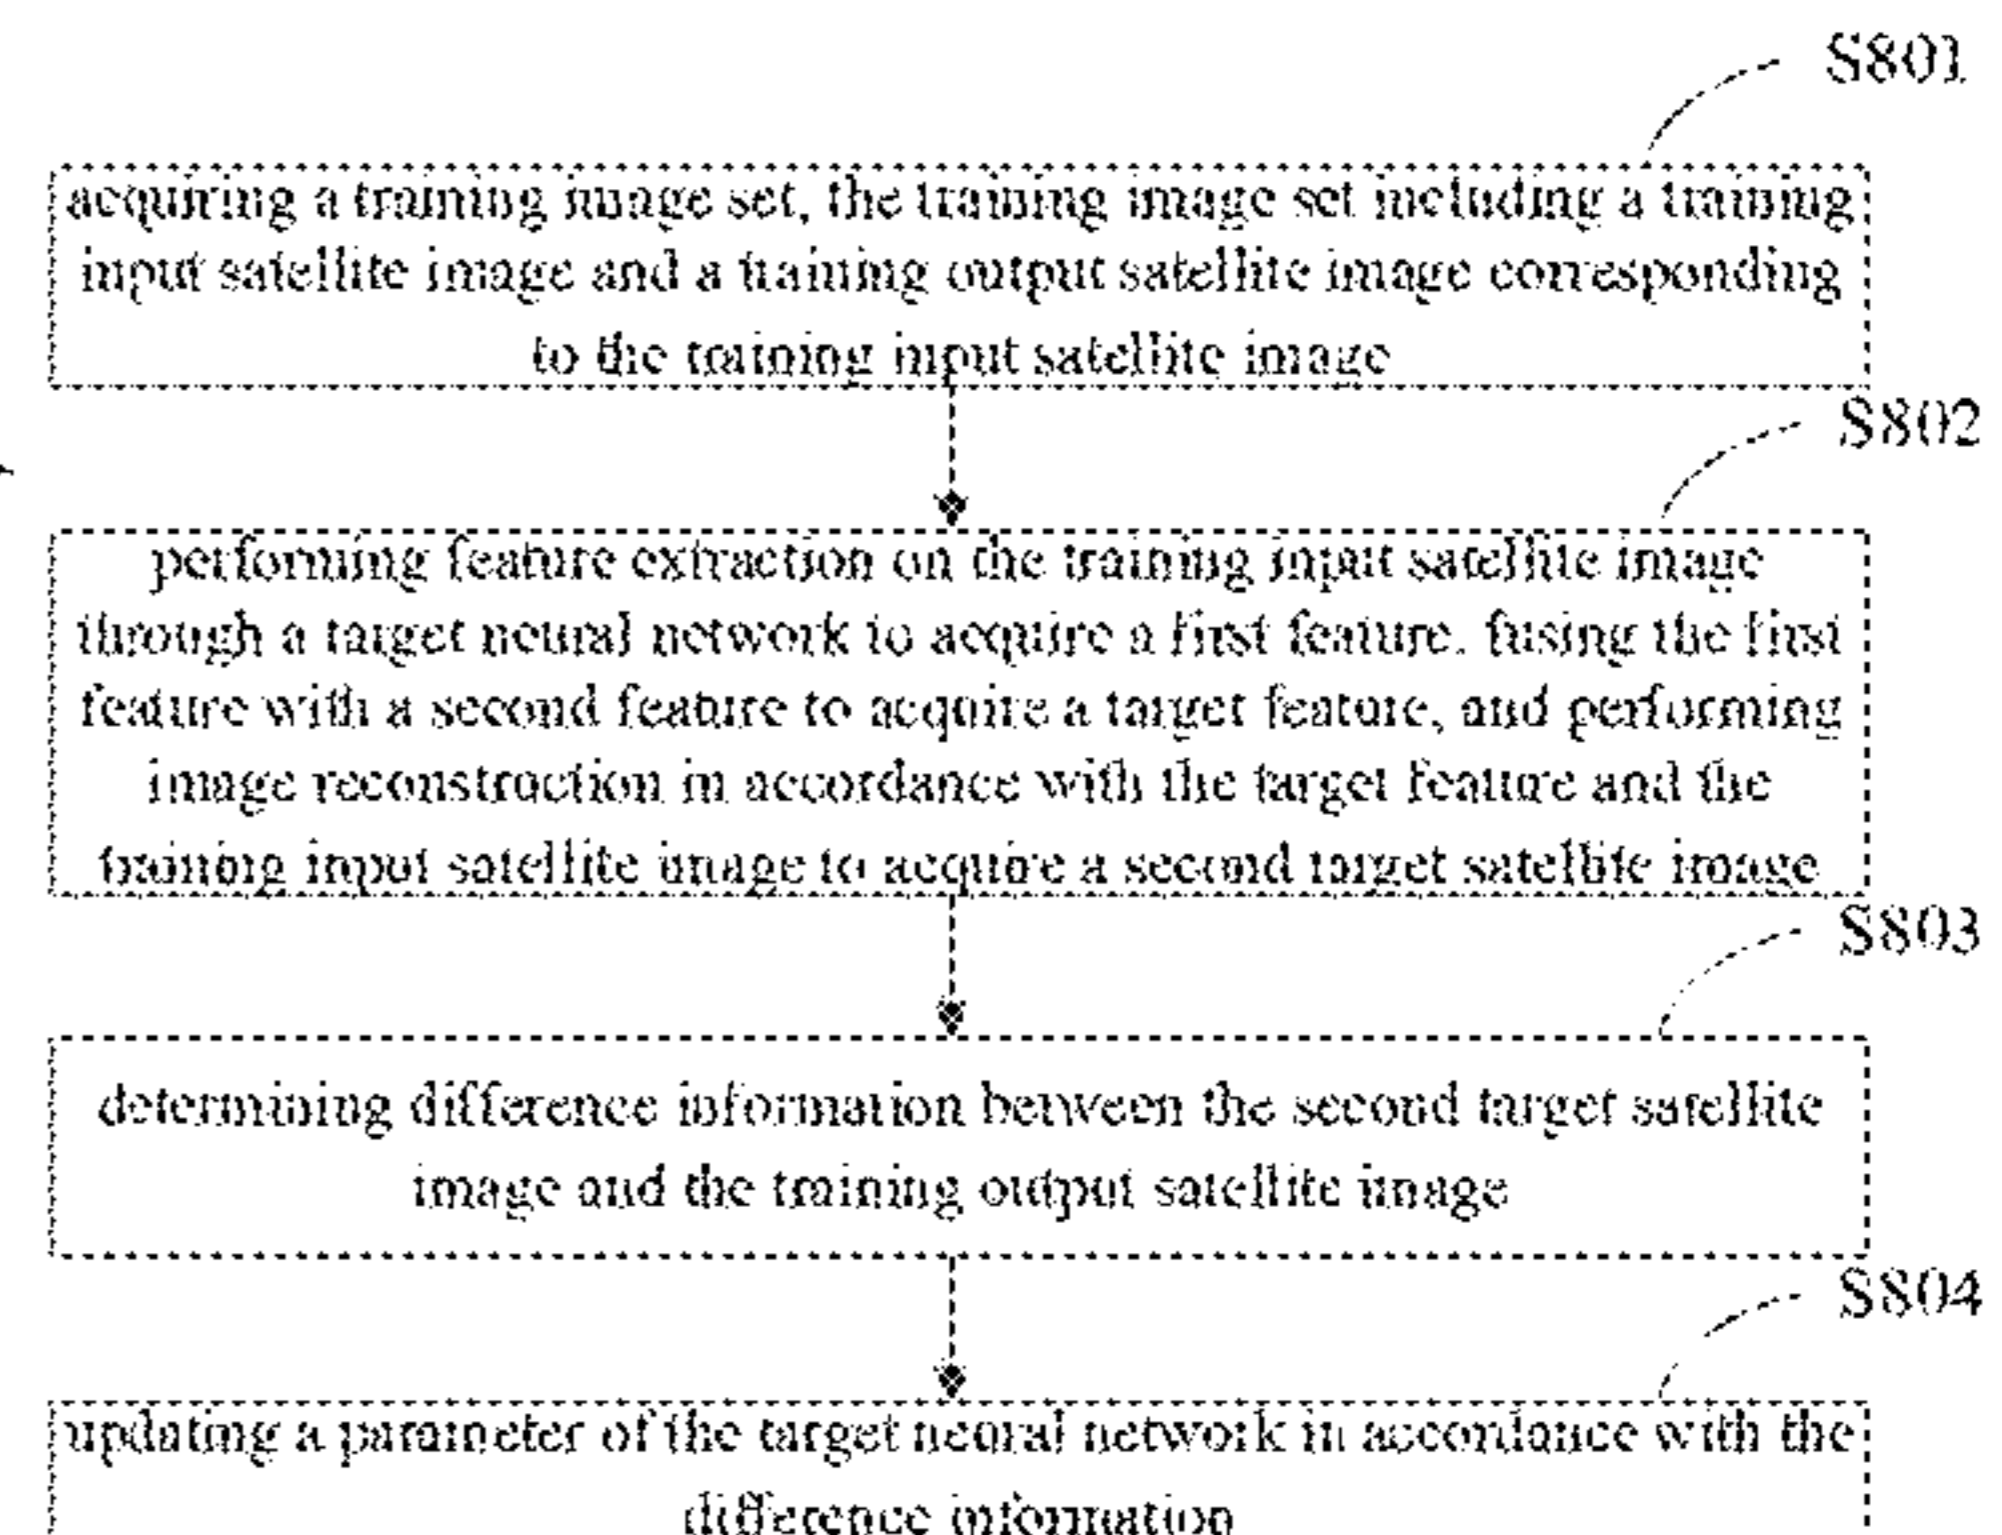 S801
acquiring a training image set, the training image set including a training
input satellite image and a training output satellite image corresponding
to the training input satellite image
S802
performing feature extraction on the training input satellite image
through a target neural network to acquire a first feature, fusing the first
feature with a second feature to acquire a target feature, and performing
image reconstruction in accordance with the target feature and the
training input satellite image to acquire a second target satellite image
S803
determining difference information between the second target satellite
image and the training output satellite image
S804
updating a parameter of the target neural network in accordance with the
difference information